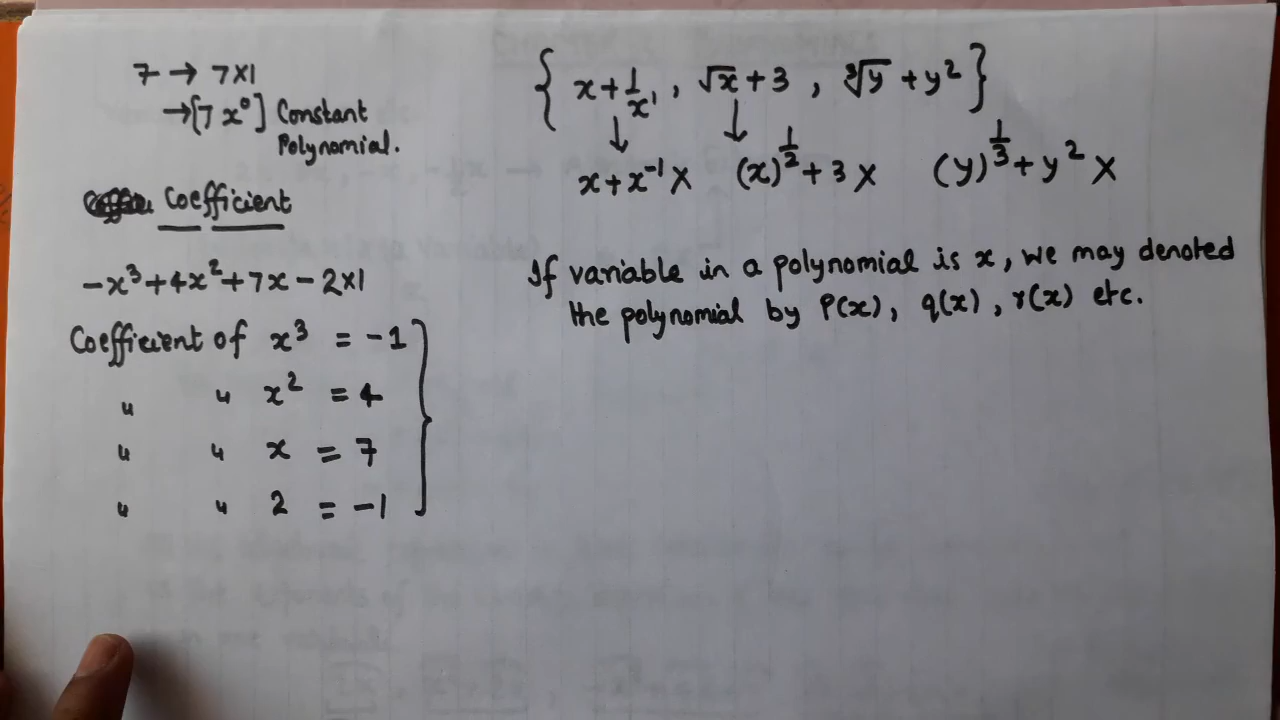 7 → 7×1
→[7x⁰] Constant
Polynomial.
Coefficient
-x³+4x²+7x-2×1
Coefficient of x³ = -1
" " x² = 4
" " x = 7
" " 2 = -1
{ x+1/x¹, √x+3, ∛y+y² }
↓ ↓
x+x⁻¹ X (x)^1/2+3 X (y)^1/3+y² X
If variable in a polynomial is x, we may denoted
the polynomial by P(x), q(x), r(x) etc.